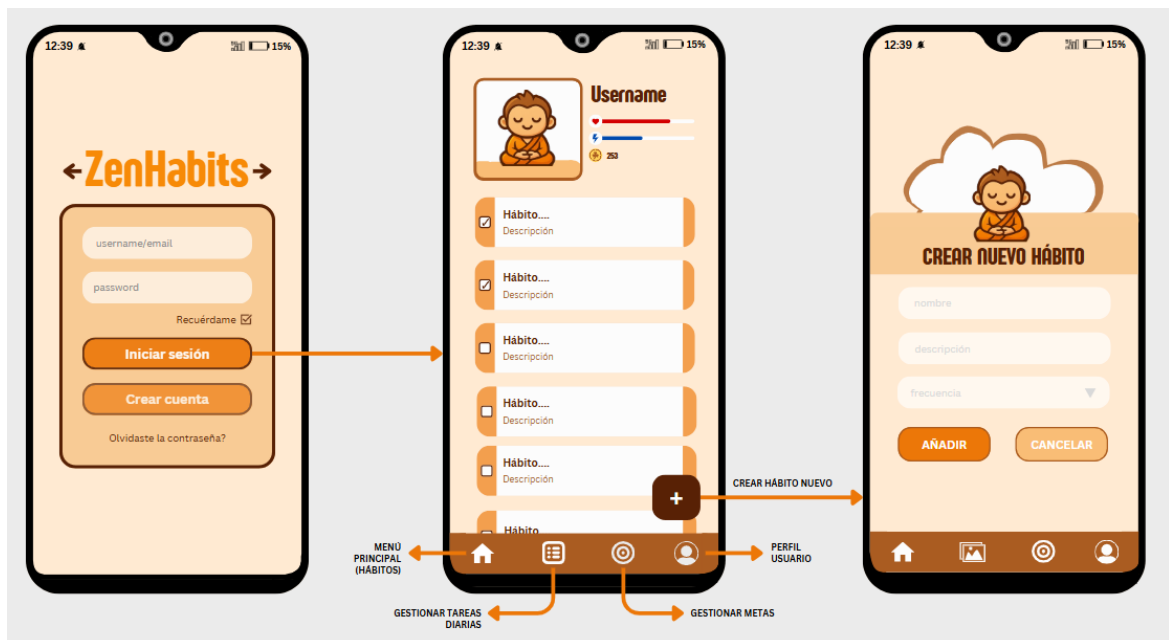 12:39
15%
ZenHabits
username/email
password
Recuérdame
Iniciar sesión
Crear cuenta
Olvidaste la contraseña?
12:39
15%
Username
253
Hábito....
Descripción
Hábito....
Descripción
Hábito....
Descripción
Hábito....
Descripción
Hábito....
Descripción
Hábito
+
CREAR HÁBITO NUEVO
MENÚ
PRINCIPAL
(HÁBITOS)
PERFIL
USUARIO
GESTIONAR TAREAS
DIARIAS
GESTIONAR METAS
12:39
15%
CREAR NUEVO HÁBITO
nombre
descripción
frecuencia
AÑADIR
CANCELAR